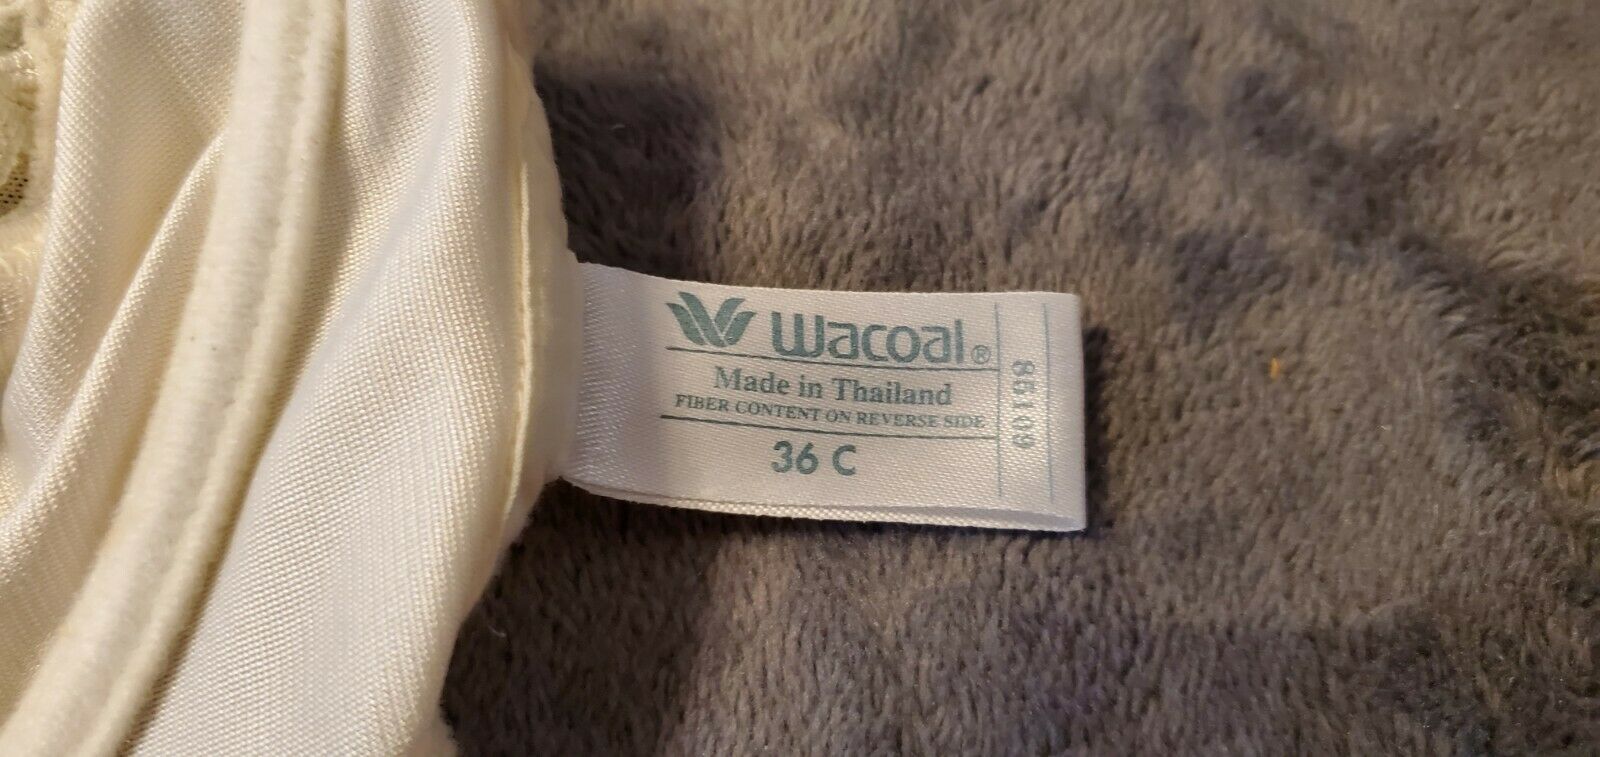 Wacoal®
Made in Thailand
FIBER CONTENT ON REVERSE SIDE
36 C
85109